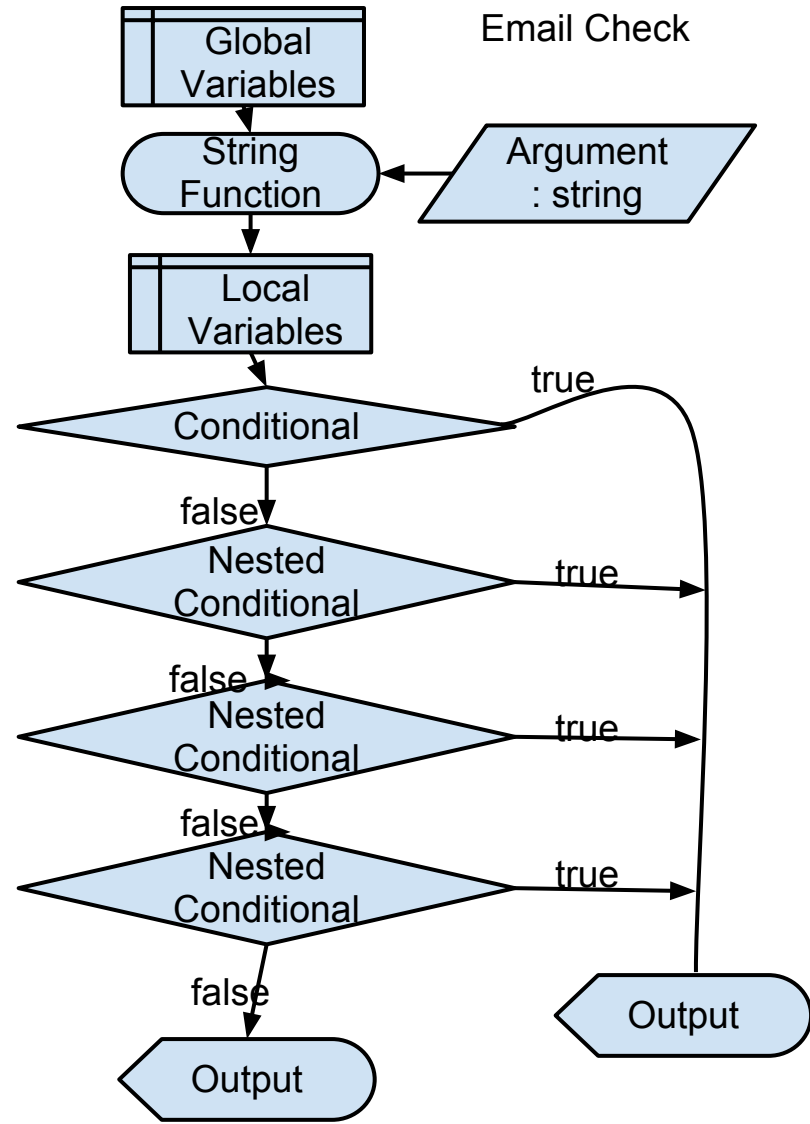 Email Check
Global
Variables
String
Function
Argument
: string
Local
Variables
true
Conditional
false
Nested
Conditional
true
false
Nested
Conditional
true
false
Nested
Conditional
true
false
Output
Output